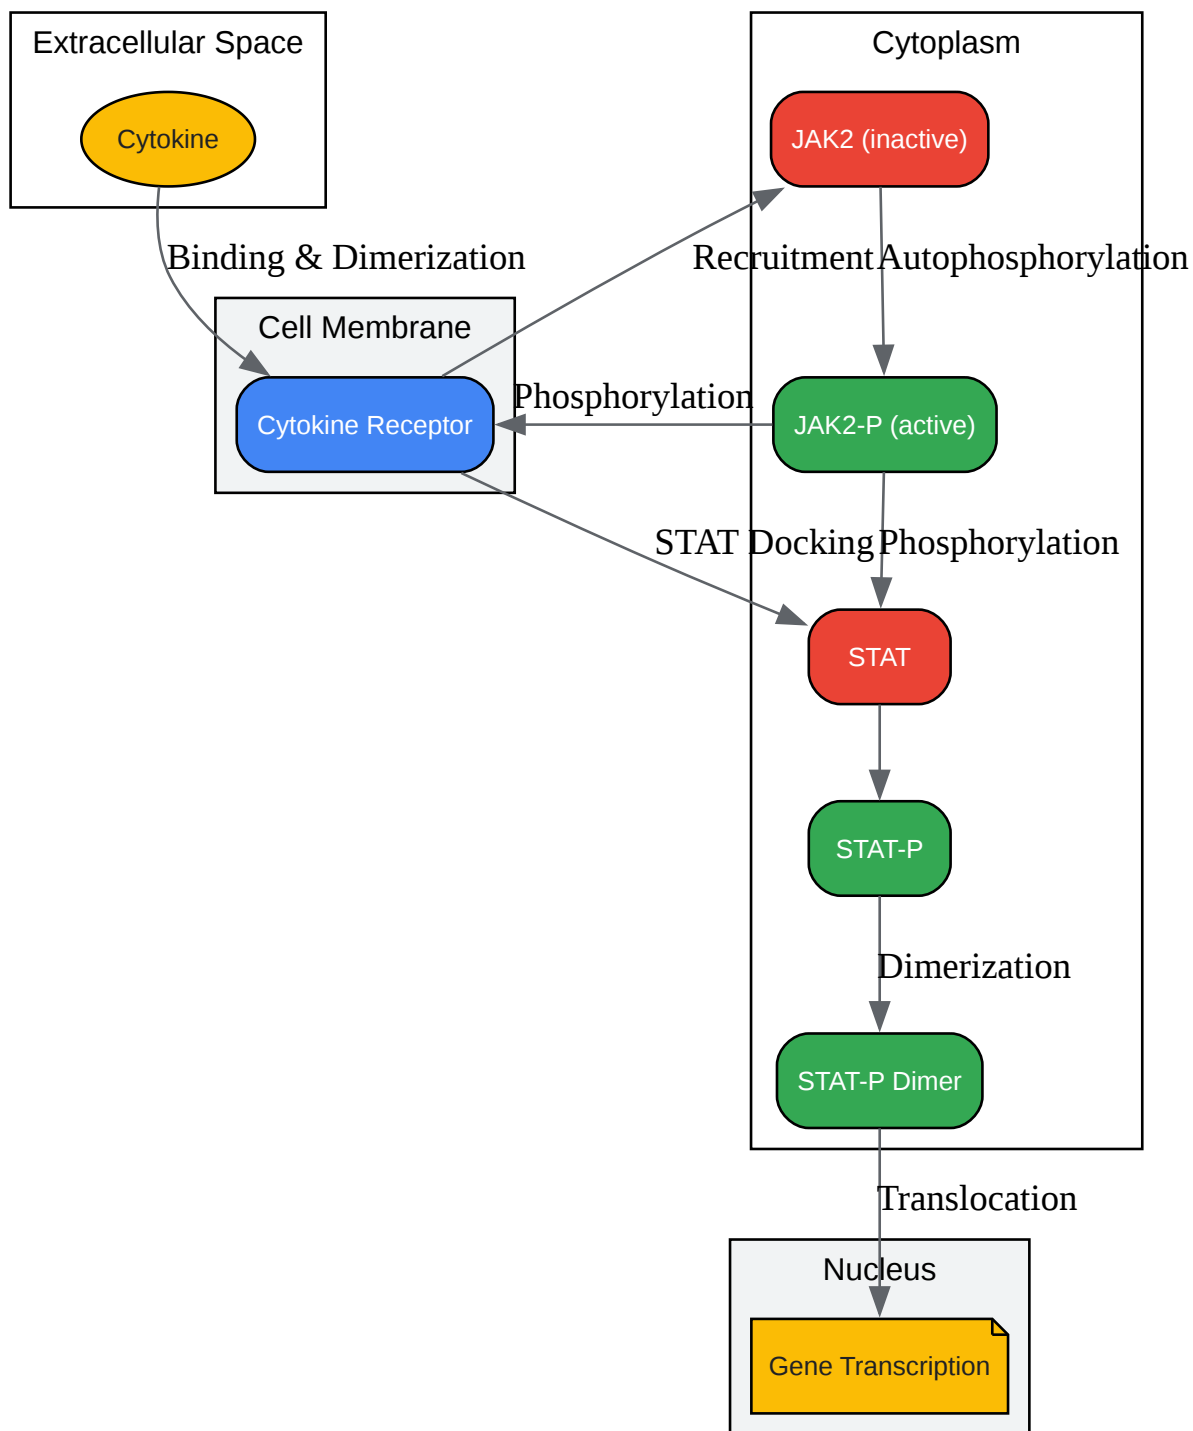 Extracellular Space
Cytoplasm
Cytokine
JAK2 (inactive)
Binding & Dimerization
Recruitment
Autophosphorylation
Cell Membrane
Phosphorylation
Cytokine Receptor
JAK2-P (active)
STAT Docking
Phosphorylation
STAT
STAT-P
Dimerization
STAT-P Dimer
Translocation
Nucleus
Gene Transcription